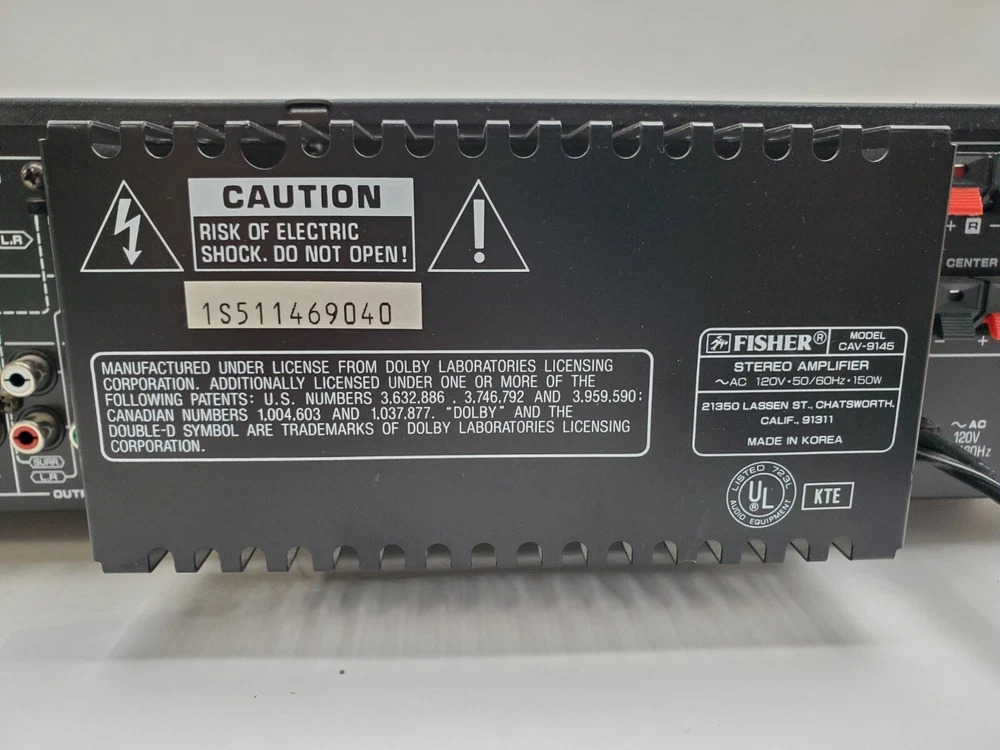 CAUTION
RISK OF ELECTRIC
SHOCK. DO NOT OPEN!
1S511469040
MANUFACTURED UNDER LICENSE FROM DOLBY LABORATORIES LICENSING
CORPORATION. ADDITIONALLY LICENSED UNDER ONE OR MORE OF THE
FOLLOWING PATENTS: U.S. NUMBERS 3.632.886 . 3.746.792 AND 3.959.590:
CANADIAN NUMBERS 1.004.603 AND 1.037.877. "DOLBY" AND THE
DOUBLE-D SYMBOL ARE TRADEMARKS OF DOLBY LABORATORIES LICENSING
CORPORATION.
FISHER®
MODEL
CAV-9145
STEREO AMPLIFIER
~AC 120V•50/60Hz•150W
21350 LASSEN ST., CHATSWORTH.
CALIF., 91311
MADE IN KOREA
LISTED 723L
UL®
AUDIO EQUIPMENT
KTE
L.R
SURR.
L.R
+ R –
CENTER
– +
~AC
120V